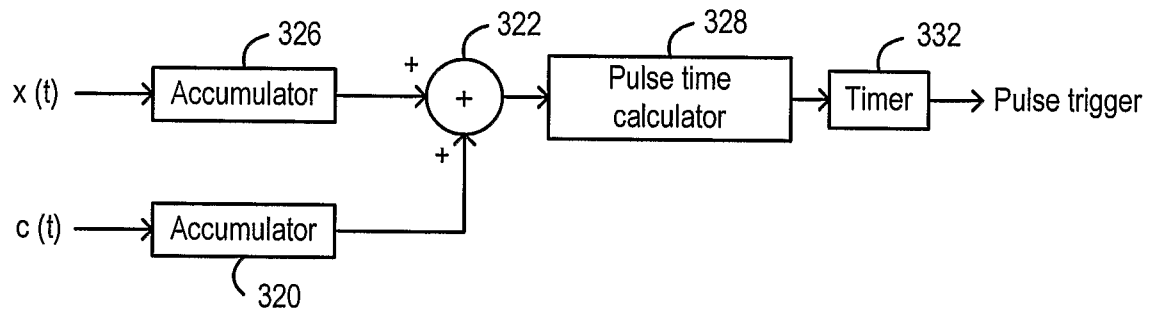 326
322
328
332
x (t)
Accumulator
+
+
Pulse time
calculator
Timer
Pulse trigger
+
c (t)
Accumulator
320